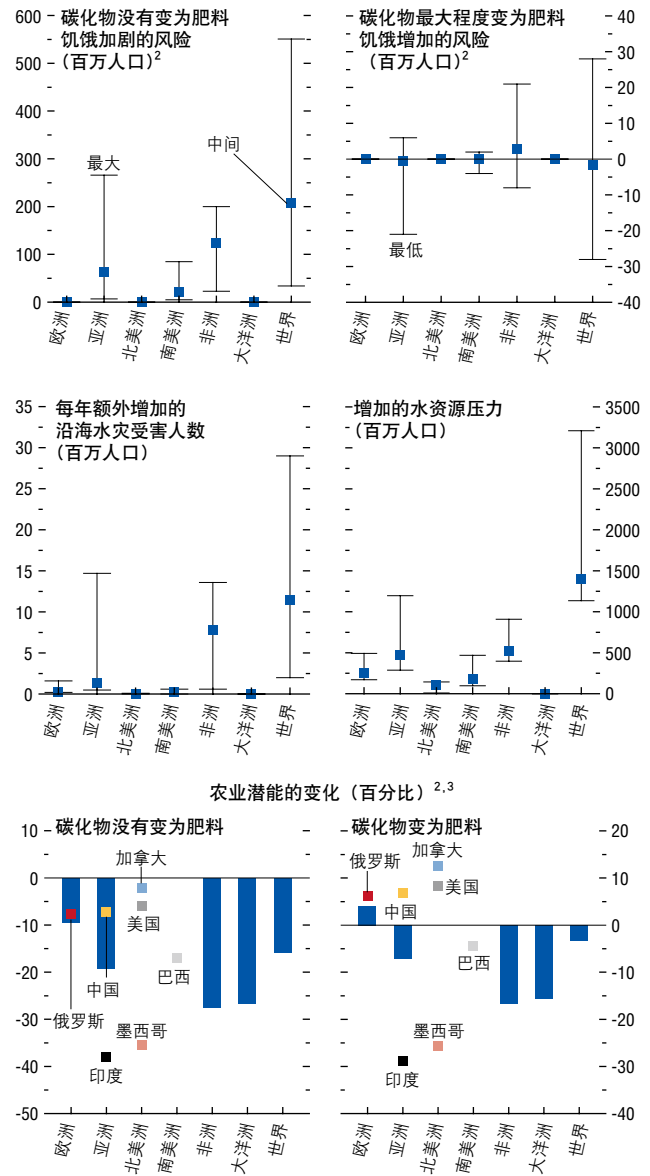 碳化物没有变为肥料
饥饿加剧的风险
(百万人口)2
600
500
400
300
200
100
0
最大
中间
欧洲
亚洲
北美洲
南美洲
非洲
大洋洲
世界
碳化物最大程度变为肥料
饥饿增加的风险
(百万人口)2
40
30
20
10
0
-10
-20
-30
-40
最低
欧洲
亚洲
北美洲
南美洲
非洲
大洋洲
世界
每年额外增加的
沿海水灾受害人数
(百万人口)
35
30
25
20
15
10
5
0
欧洲
亚洲
北美洲
南美洲
非洲
大洋洲
世界
增加的水资源压力
(百万人口)
3500
3000
2500
2000
1500
1000
500
0
欧洲
亚洲
北美洲
南美洲
非洲
大洋洲
世界
农业潜能的变化(百分比)2,3
碳化物没有变为肥料
10
0
-10
-20
-30
-40
-50
加拿大
美国
巴西
中国
俄罗斯
墨西哥
印度
欧洲
亚洲
北美洲
南美洲
非洲
大洋洲
世界
碳化物变为肥料
20
10
0
-10
-20
-30
-40
俄罗斯
加拿大
美国
中国
巴西
墨西哥
印度
欧洲
亚洲
北美洲
南美洲
非洲
大洋洲
世界